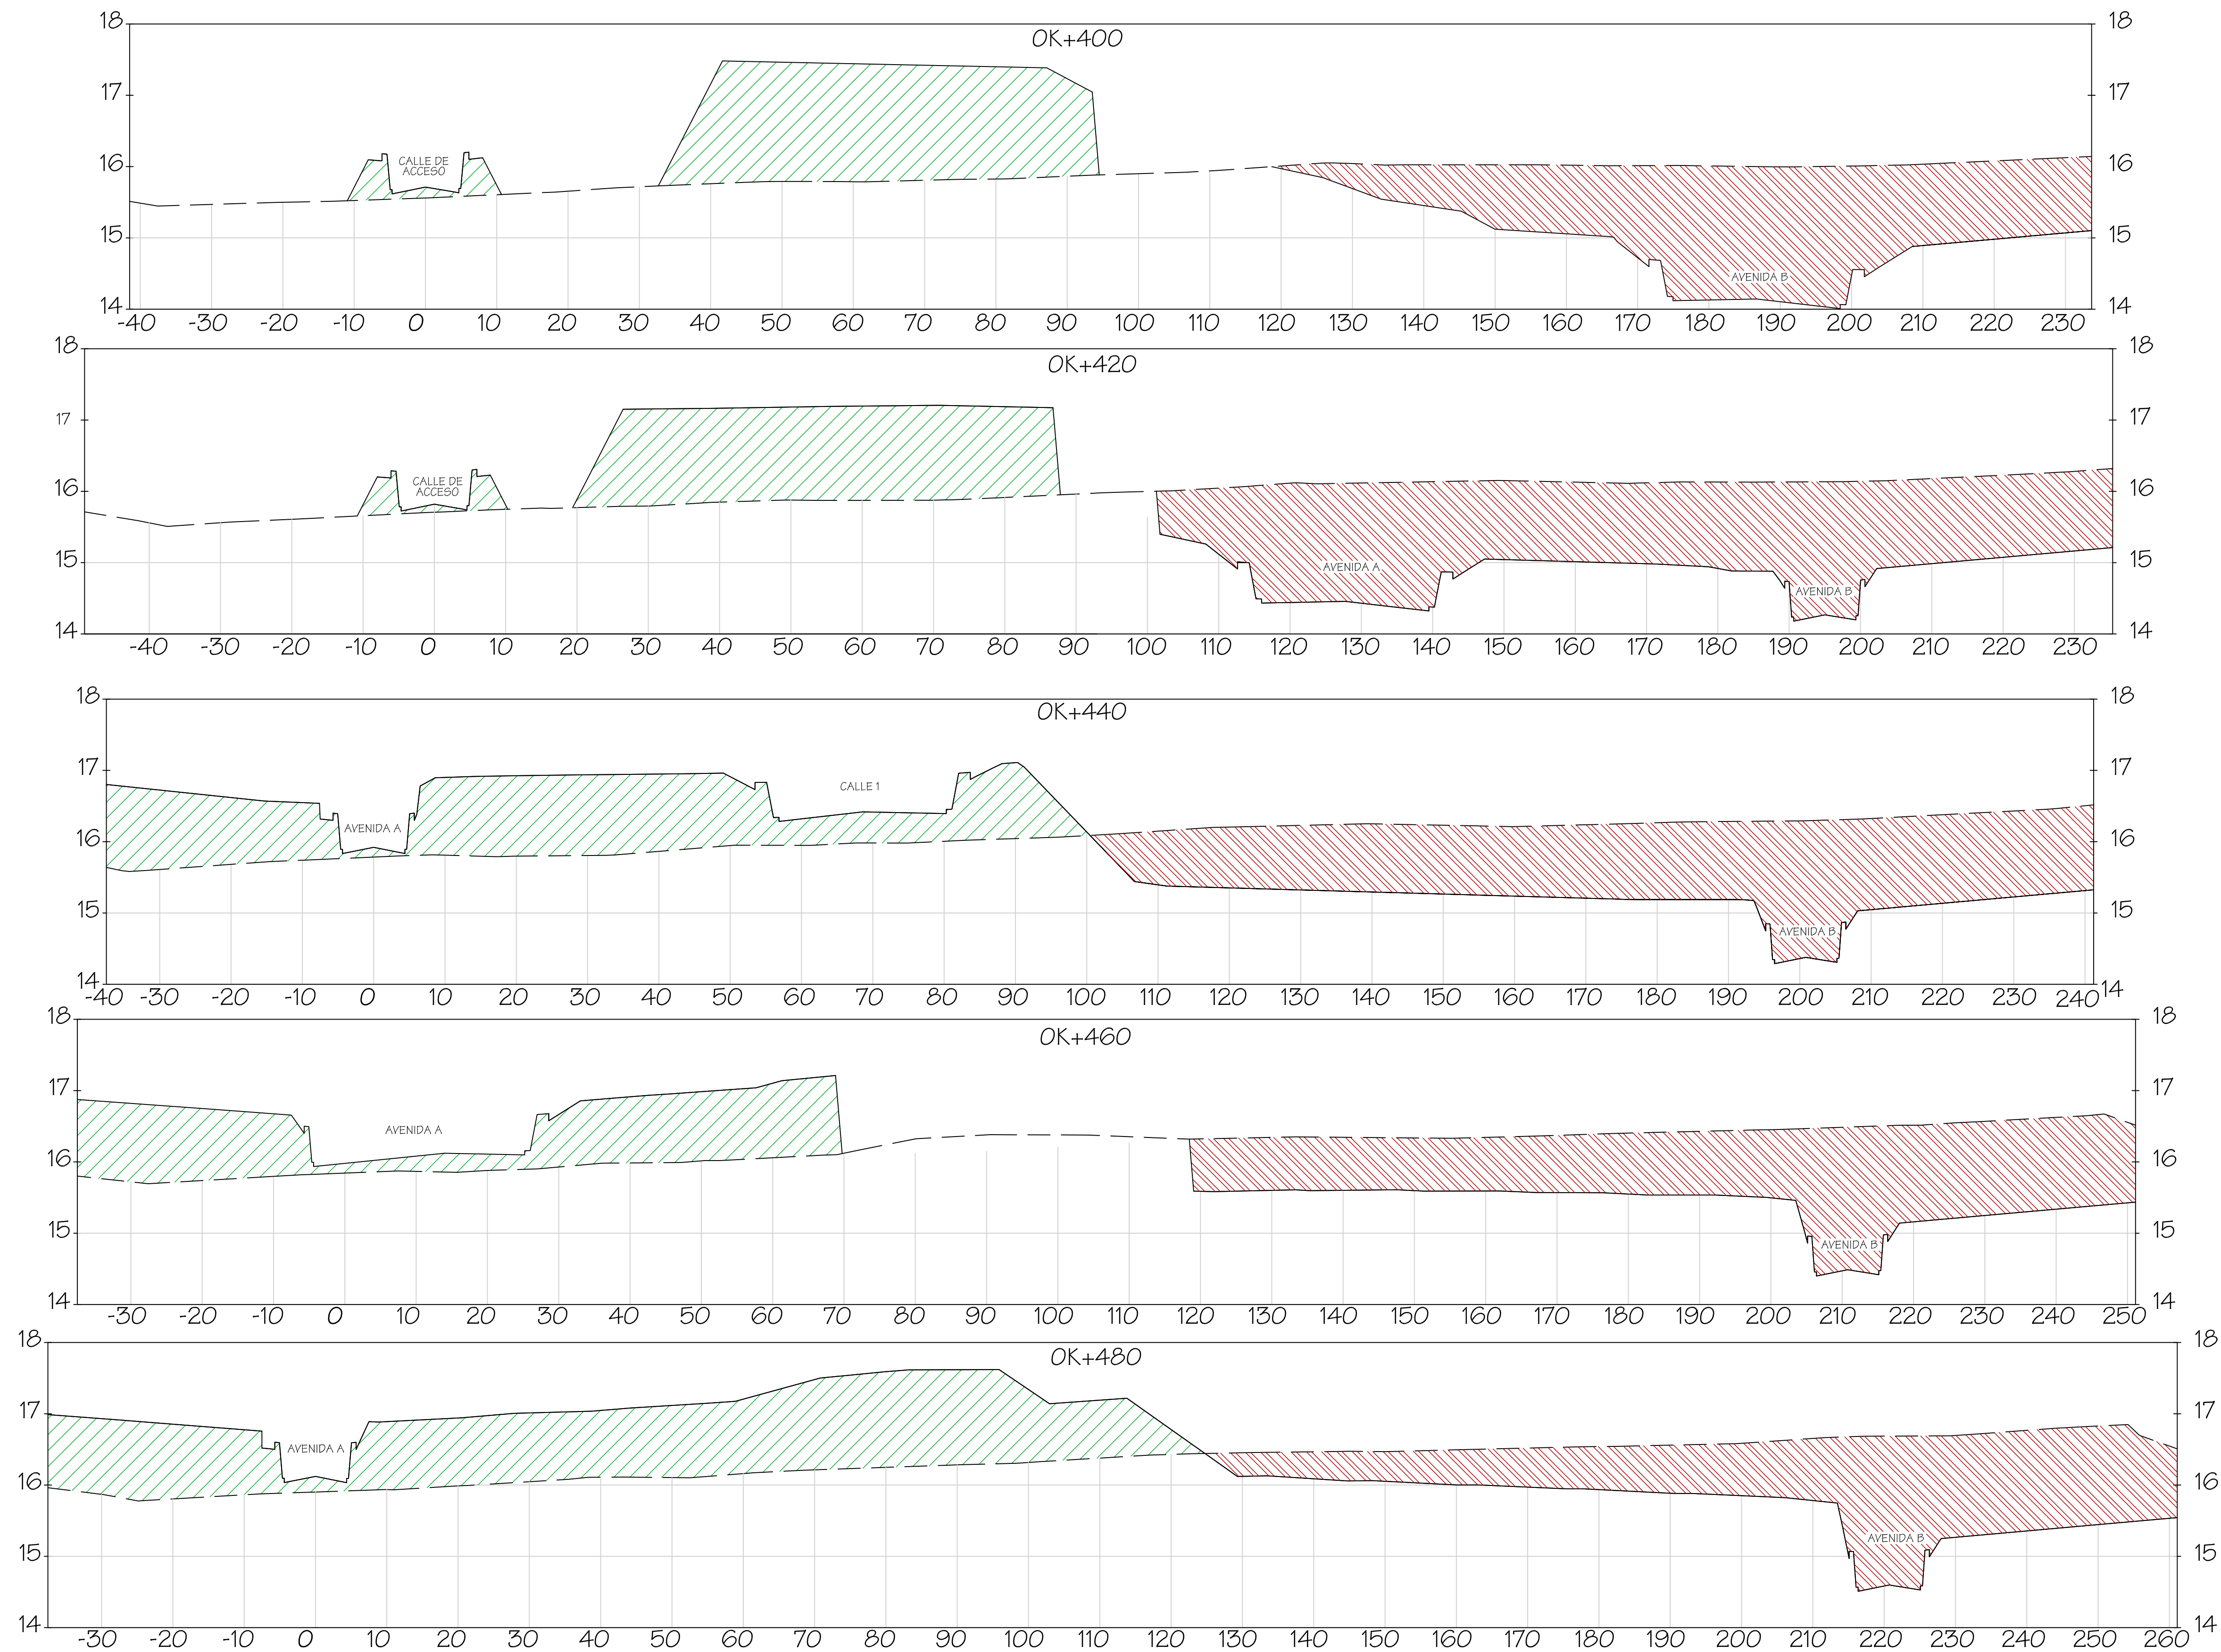 0K+400
18 18
17 17
16 16
15 15
14 14
CALLE DE
ACCESO
AVENIDA B
-40 -30 -20 -10 0 10 20 30 40 50 60 70 80 90 100 110 120 130 140 150 160 170 180 190 200 210 220 230
0K+420
18 18
17 17
16 16
15 15
14 14
CALLE DE
ACCESO
AVENIDA A
AVENIDA B
-40 -30 -20 -10 0 10 20 30 40 50 60 70 80 90 100 110 120 130 140 150 160 170 180 190 200 210 220 230
0K+440
18 18
17 17
16 16
15 15
14 14
CALLE 1
AVENIDA A
AVENIDA B
-40 -30 -20 -10 0 10 20 30 40 50 60 70 80 90 100 110 120 130 140 150 160 170 180 190 200 210 220 230 240
0K+460
18 18
17 17
16 16
15 15
14 14
AVENIDA A
AVENIDA B
-30 -20 -10 0 10 20 30 40 50 60 70 80 90 100 110 120 130 140 150 160 170 180 190 200 210 220 230 240 250
0K+480
18 18
17 17
16 16
15 15
14 14
AVENIDA A
AVENIDA B
-30 -20 -10 0 10 20 30 40 50 60 70 80 90 100 110 120 130 140 150 160 170 180 190 200 210 220 230 240 250 260